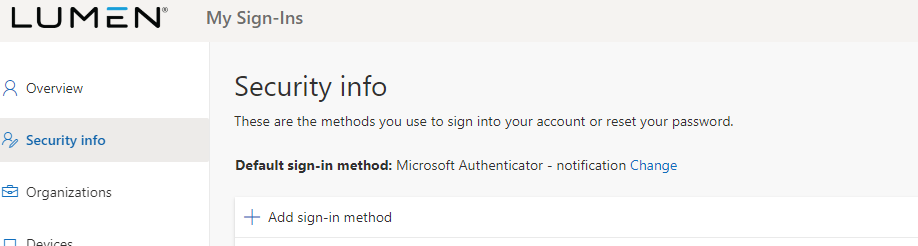 LUMEN® My Sign-Ins
Overview
Security info
Organizations
Devices
Security info
These are the methods you use to sign into your account or reset your password.
Default sign-in method: Microsoft Authenticator - notification Change
+ Add sign-in method